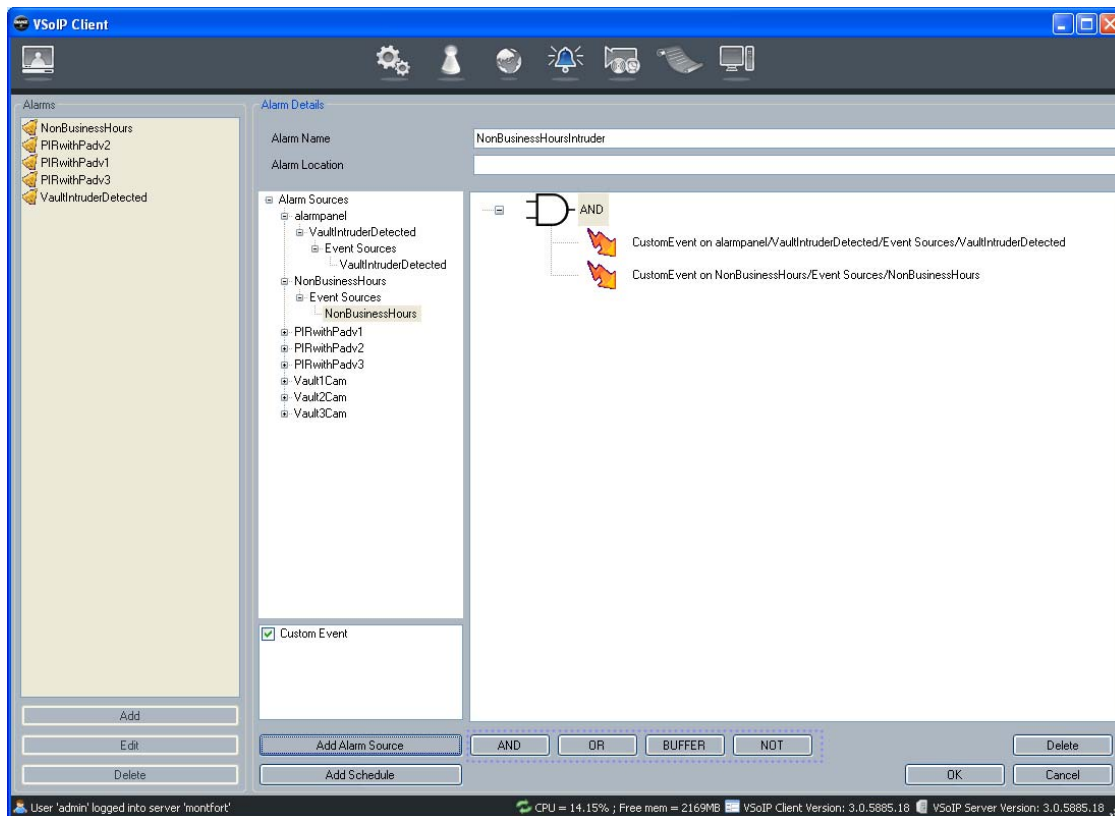 VSoIP Client
Alarms
NonBusinessHours
PIRwithPadv2
PIRwithPadv1
PIRwithPadv3
VaultIntruderDetected
Add
Edit
Delete
Alarm Details
Alarm Name
NonBusinessHoursIntruder
Alarm Location
Alarm Sources
alarmpanel
VaultIntruderDetected
Event Sources
VaultIntruderDetected
NonBusinessHours
Event Sources
NonBusinessHours
PIRwithPadv1
PIRwithPadv2
PIRwithPadv3
Vault1Cam
Vault2Cam
Vault3Cam
Custom Event
AND
CustomEvent on alarmpanel/VaultIntruderDetected/Event Sources/VaultIntruderDetected
CustomEvent on NonBusinessHours/Event Sources/NonBusinessHours
Add Alarm Source
AND
OR
BUFFER
NOT
Delete
Add Schedule
OK
Cancel
User 'admin' logged into server 'montfort'
CPU = 14.15% ; Free mem = 2169MB
VSoIP Client Version: 3.0.5885.18
VSoIP Server Version: 3.0.5885.18